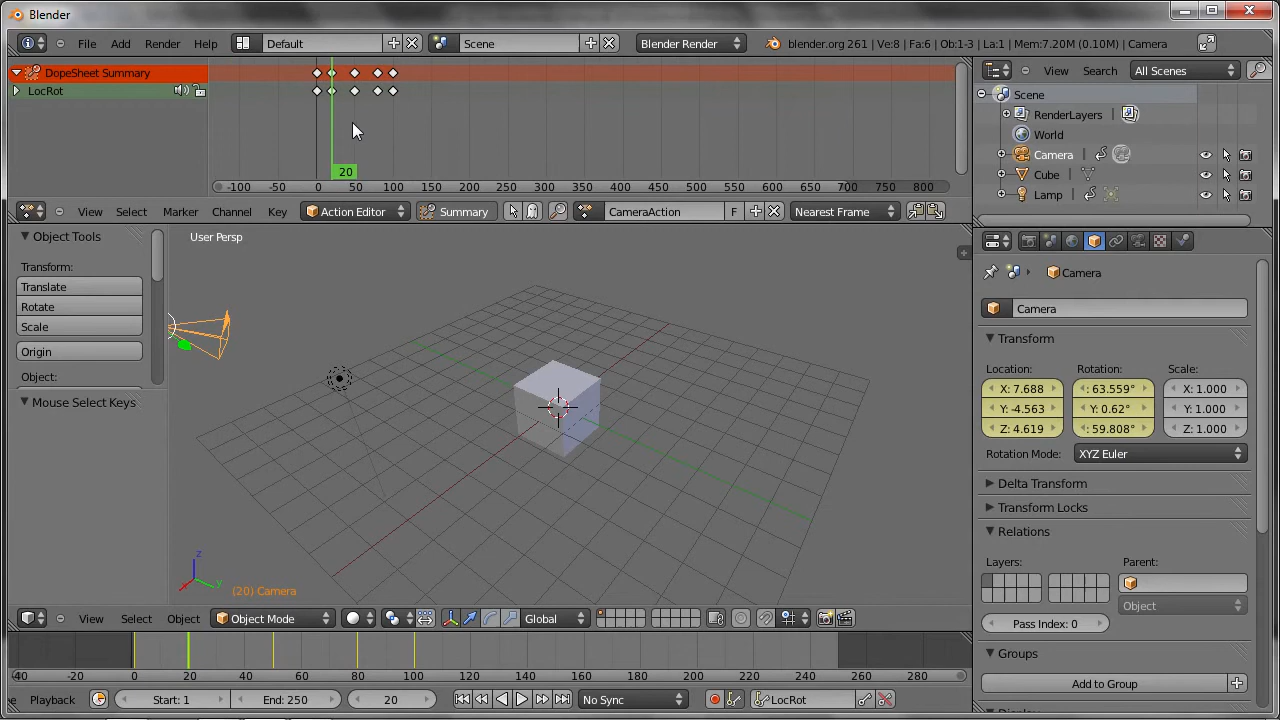 Blender
File Add Render Help Default Scene Blender Render blender.org 261 | Ve:8 | Fa:6 | Ob:1-3 | La:1 | Mem:7.20M (0.10M) | Camera
DopeSheet Summary
LocRot
20
-100 -50 0 50 100 150 200 250 300 350 400 450 500 550 600 650 700 750 800
View Select Marker Channel Key Action Editor Summary CameraAction F Nearest Frame
View Search All Scenes
Scene
RenderLayers
World
Camera
Cube
Lamp
Object Tools
Transform:
Translate
Rotate
Scale
Origin
Object:
Mouse Select Keys
User Persp
z
y
x
(20) Camera
View Select Object Object Mode Global
Camera
Camera
Transform
Location: Rotation: Scale:
X: 7.688 : 63.559° X: 1.000
Y: -4.563 Y: 0.62° Y: 1.000
Z: 4.619 : 59.808° Z: 1.000
Rotation Mode: XYZ Euler
Delta Transform
Transform Locks
Relations
Layers: Parent:
Object
Pass Index: 0
Groups
Add to Group
-40 -20 0 20 40 60 80 100 120 140 160 180 200 220 240 260 280
Playback Start: 1 End: 250 20 No Sync LocRot